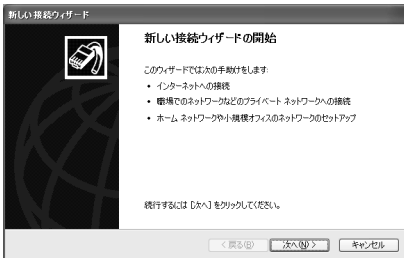 新しい接続ウィザード
新しい接続ウィザードの開始
このウィザードでは次の手助けをします:
• インターネットへの接続
• 職場でのネットワークなどのプライベート ネットワークへの接続
• ホーム ネットワークや小規模オフィスのネットワークのセットアップ
続行するには [次へ] をクリックしてください。
< 戻る(B) 次へ(N) > キャンセル